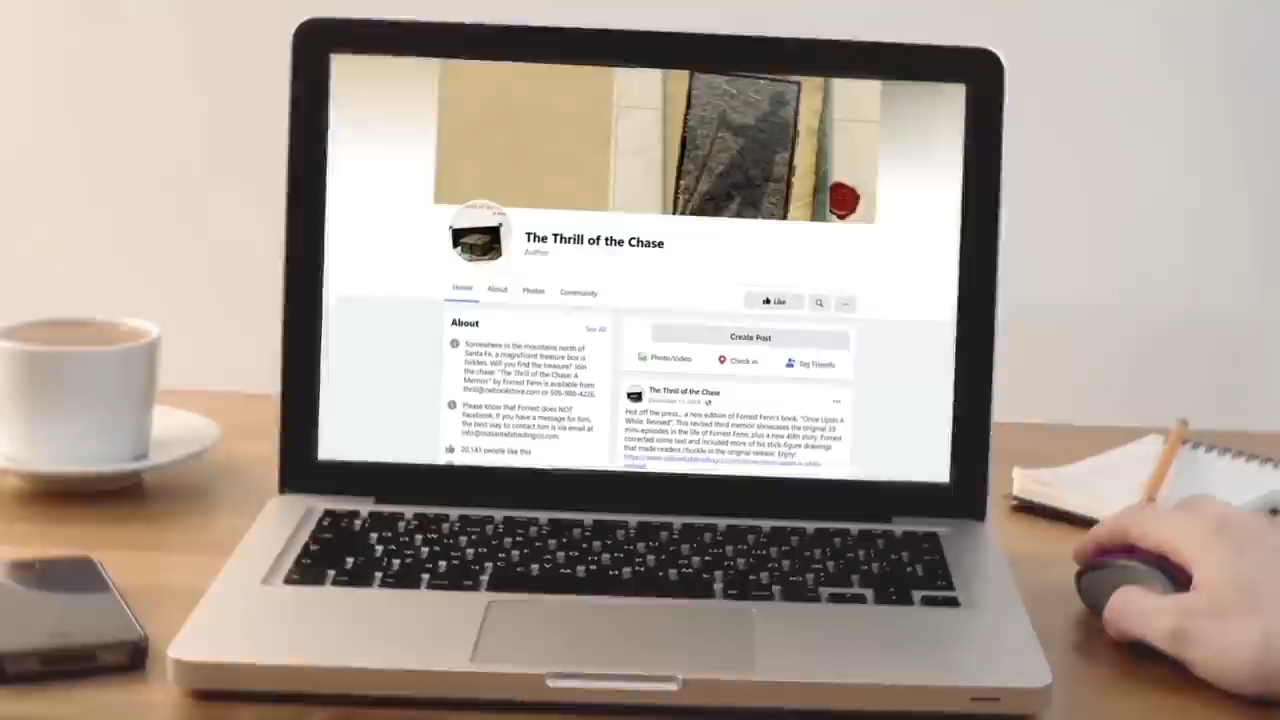 The Thrill of the Chase
Author
Home About Photos Community
Like
About
See All
Somewhere in the mountains north of
Santa Fe, a magnificent treasure box is
hidden. Will you find the treasure? Join
the chase: "The Thrill of the Chase: A
Memoir" by Forrest Fenn is available from
Please know that Forrest does NOT
Facebook. If you have a message for him,
the best way to contact him is via email at
20,143 people like this
Create Post
Photo/Video Check in Tag Friends
The Thrill of the Chase
Hot off the press... a new edition of Forrest Fenn's book, "Once Upon A
While: Revised". This revised third memoir showcases the original 39
mini-episodes in the life of Forrest Fenn, plus a new 40th story. Forrest
corrected some text and included more of his stick-figure drawings
that made readers chuckle in the original release. Enjoy!